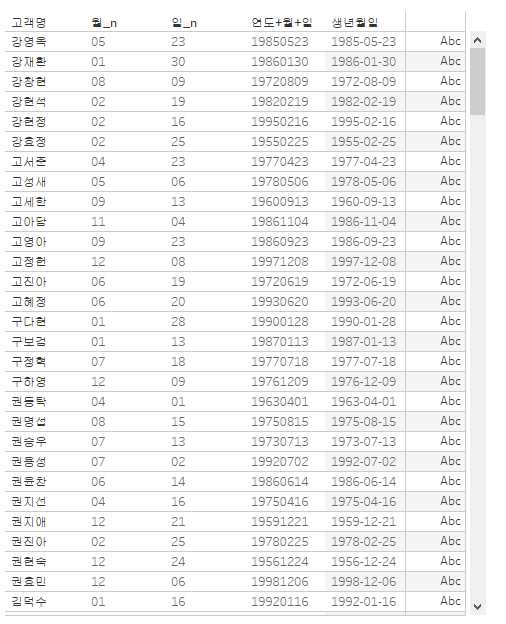 고객명 월_n 일_n 연도+월+일 생년월일
강영옥 05 23 19850523 1985-05-23 Abc
강재환 01 30 19860130 1986-01-30 Abc
강창현 08 09 19720809 1972-08-09 Abc
강현석 02 19 19820219 1982-02-19 Abc
강현정 02 16 19950216 1995-02-16 Abc
강효정 02 25 19550225 1955-02-25 Abc
고서준 04 23 19770423 1977-04-23 Abc
고성재 05 06 19780506 1978-05-06 Abc
고세환 09 13 19600913 1960-09-13 Abc
고아담 11 04 19861104 1986-11-04 Abc
고영아 09 23 19860923 1986-09-23 Abc
고정헌 12 08 19971208 1997-12-08 Abc
고진아 06 19 19720619 1972-06-19 Abc
고혜정 06 20 19930620 1993-06-20 Abc
구다현 01 28 19900128 1990-01-28 Abc
구보검 01 13 19870113 1987-01-13 Abc
구정혁 07 18 19770718 1977-07-18 Abc
구하영 12 09 19761209 1976-12-09 Abc
권동탁 04 01 19630401 1963-04-01 Abc
권명섭 08 15 19750815 1975-08-15 Abc
권승우 07 13 19730713 1973-07-13 Abc
07 02 19920702 1992-07-02 Abc
권윤찬 06 14 19860614 1986-06-14 Abc
권지선 04 16 19750416 1975-04-16 Abc
권지애 12 21 19591221 1959-12-21 Abc
권진아 02 25 19780225 1978-02-25 Abc
권현숙 12 24 19561224 1956-12-24 Abc
권효민 12 06 19981206 1998-12-06 Abc
김덕수 01 16 19920116 1992-01-16 Abc